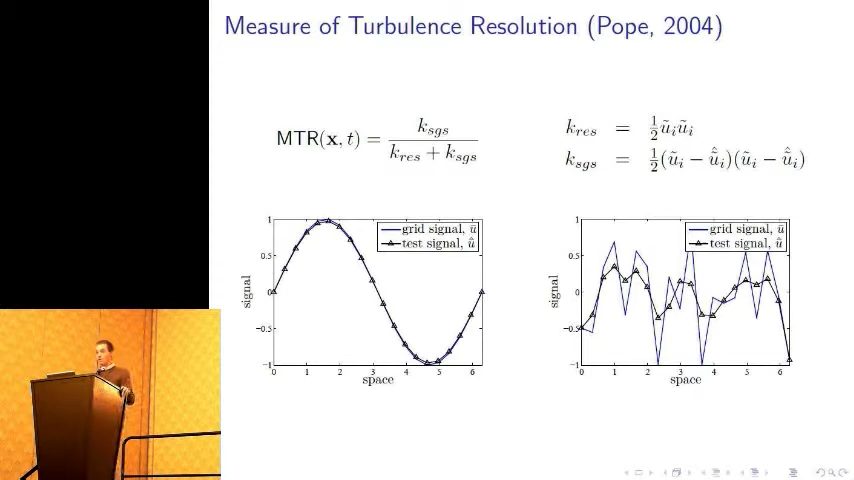 Measure of Turbulence Resolution (Pope, 2004)
MTR(x, t) = k_sgs / (k_res + k_sgs)
k_res = ½ũ_iũ_i
k_sgs = ½(ũ_i − ũ̂_i)(ũ_i − ũ̂_i)
grid signal, u̅
test signal, û̅
signal
1
0.5
0
−0.5
−1
0 1 2 3 4 5 6
space
grid signal, u̅
test signal, û̅
signal
1
0.5
0
−0.5
−1
0 1 2 3 4 5 6
space